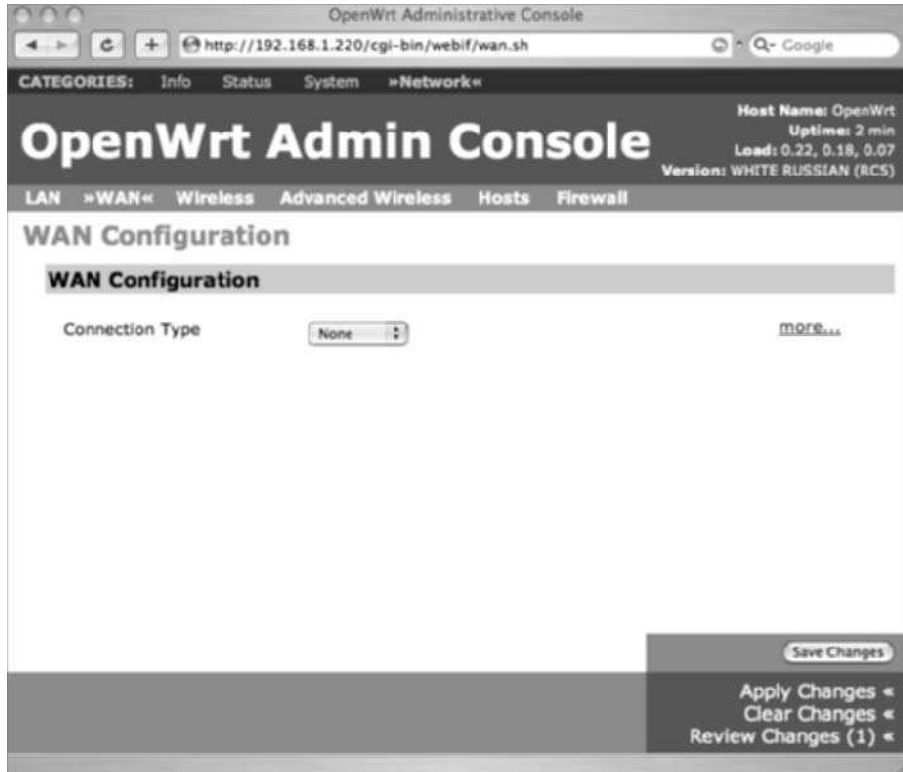 OpenWrt Administrative Console
http://192.168.1.220/cgi-bin/webif/wan.sh
Google
CATEGORIES: Info Status System »Network«
OpenWrt Admin Console
Host Name: OpenWrt
Uptime: 2 min
Load: 0.22, 0.18, 0.07
Version: WHITE RUSSIAN (RC5)
LAN »WAN« Wireless Advanced Wireless Hosts Firewall
WAN Configuration
WAN Configuration
Connection Type None more...
Save Changes
Apply Changes «
Clear Changes «
Review Changes (1) «